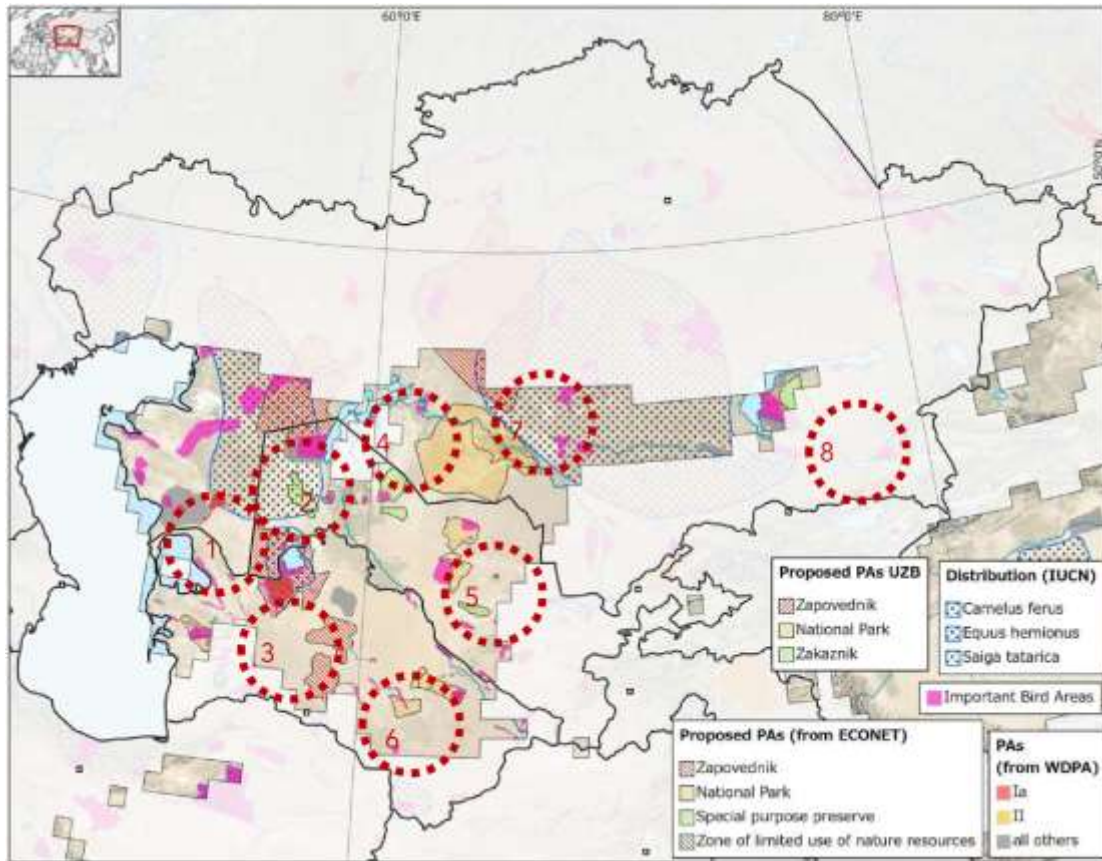 60°0'E
80°0'E
50°0'N
1
2
3
4
5
6
7
8
Proposed PAs UZB
Zapovednik
National Park
Zakaznik
Distribution (IUCN)
Camelus ferus
Equus hemionus
Saiga tatarica
Important Bird Areas
Proposed PAs (from ECONET)
Zapovednik
National Park
Special purpose preserve
Zone of limited use of nature resources
PAs
(from WDPA)
Ia
II
all others